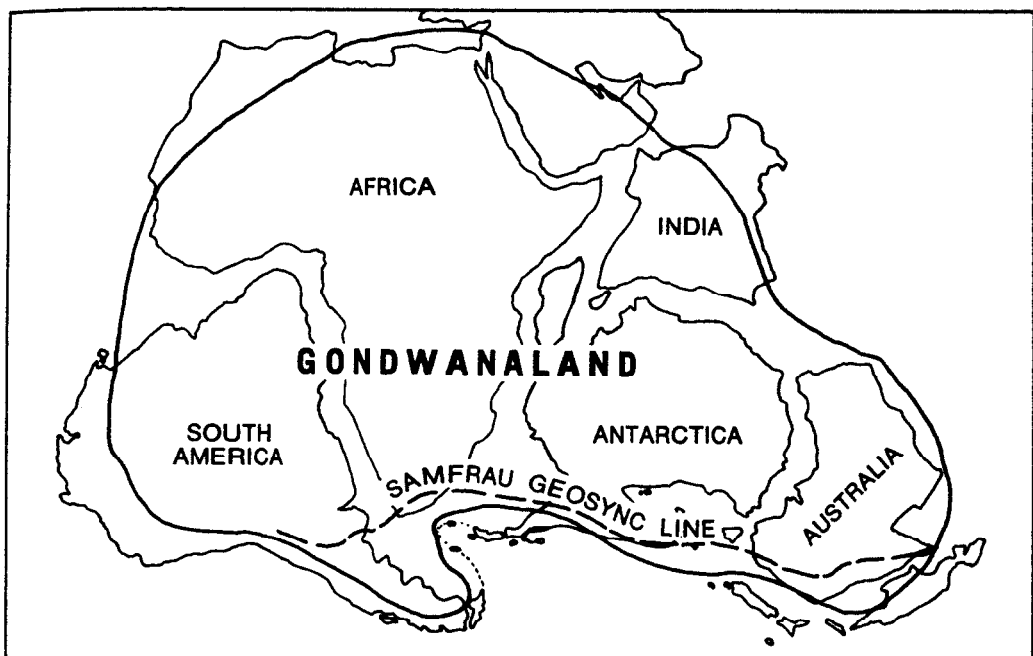 AFRICA
INDIA
GONDWANALAND
SOUTH
AMERICA
ANTARCTICA
SAMFRAU GEOSYNC LINE
AUSTRALIA